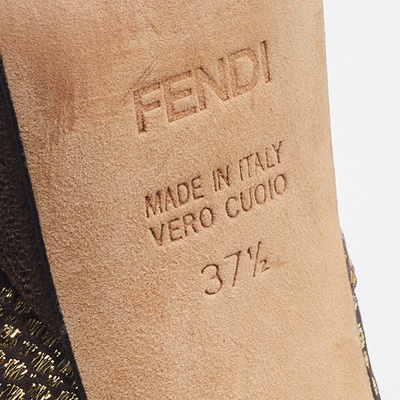 FENDI
MADE IN ITALY
VERO CUOIO
37½